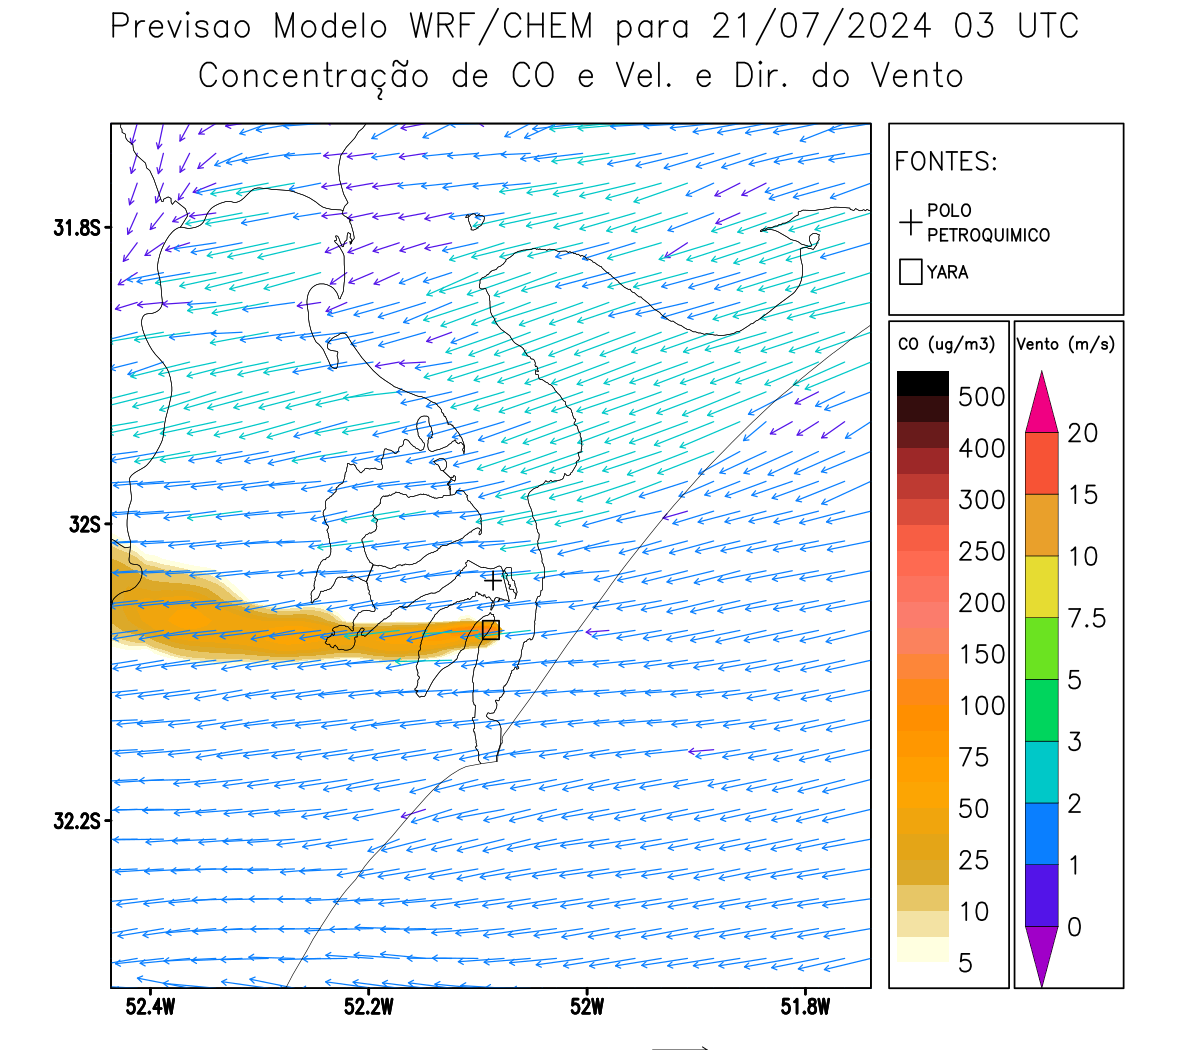 Previsao Modelo WRF/CHEM para 21/07/2024 03 UTC
Concentração de CO e Vel. e Dir. do Vento
FONTES:
POLO
PETROQUIMICO
YARA
CO (ug/m3)
500
400
300
250
200
150
100
75
50
25
10
5
Vento (m/s)
20
15
10
7.5
5
3
2
1
0
31.8S
32S
32.2S
52.4W
52.2W
52W
51.8W